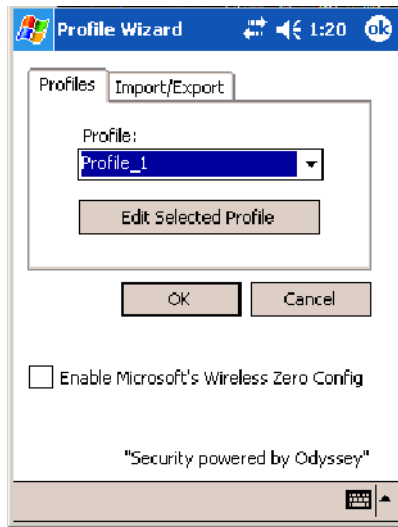 Profile Wizard 1:20 ok
Profiles Import/Export
Profile:
Profile_1
Edit Selected Profile
OK Cancel
Enable Microsoft's Wireless Zero Config
"Security powered by Odyssey"